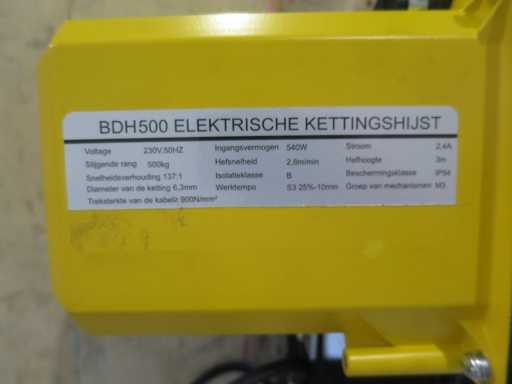 BDH500 ELEKTRISCHE KETTINGSHIJST
Voltage 230V.50HZ Ingangsvermogen 540W Stroom 2,4A
Slijgende rang 500kg Hefsnelheid 2,8m/min Hefhoogte 3m
Snelheidsverhouding 137:1 Isolatieklasse B Beschermingsklasse IP54
Diameter van de ketting 6,3mm Werktempo S3 25%-10min Groep van mechanismen M3
Treksterkte van de kabel≥ 900N/mm²